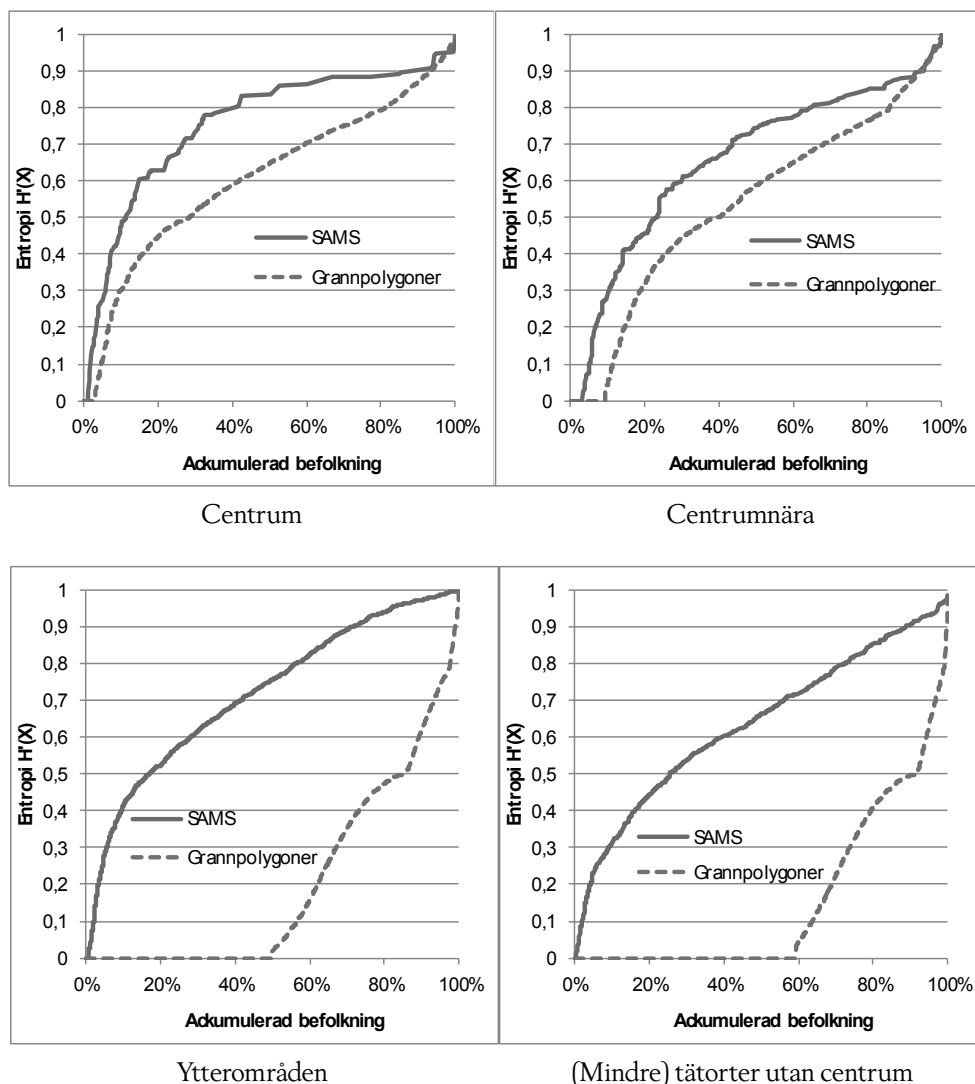 1
0,9
0,8
0,7
0,6
0,5
0,4
0,3
0,2
0,1
0
Entropi H'(X)
SAMS
Grannpolygoner
0% 20% 40% 60% 80% 100%
Ackumulerad befolkning
Centrum
1
0,9
0,8
0,7
0,6
0,5
0,4
0,3
0,2
0,1
0
Entropi H'(X)
SAMS
Grannpolygoner
0% 20% 40% 60% 80% 100%
Ackumulerad befolkning
Centrumnära
1
0,9
0,8
0,7
0,6
0,5
0,4
0,3
0,2
0,1
0
Entropi H'(X)
SAMS
Grannpolygoner
0% 20% 40% 60% 80% 100%
Ackumulerad befolkning
Ytterområden
1
0,9
0,8
0,7
0,6
0,5
0,4
0,3
0,2
0,1
0
Entropi H'(X)
SAMS
Grannpolygoner
0% 20% 40% 60% 80% 100%
Ackumulerad befolkning
(Mindre) tätorter utan centrum